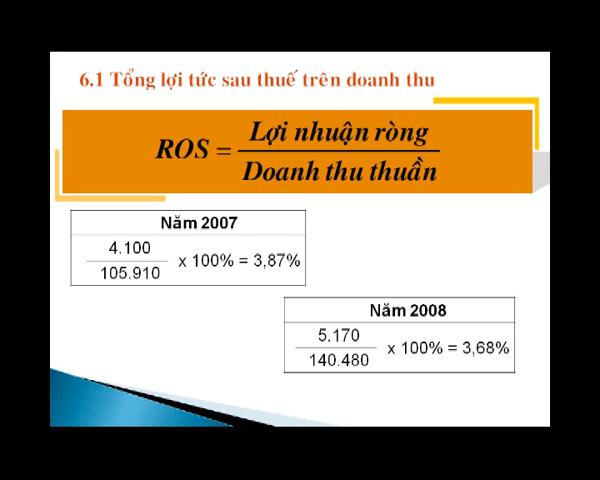 6.1 Tổng lợi tức sau thuế trên doanh thu
ROS = Lợi nhuận ròng
Doanh thu thuần
Năm 2007
4.100
105.910 x 100% = 3,87%
Năm 2008
5.170
140.480 x 100% = 3,68%